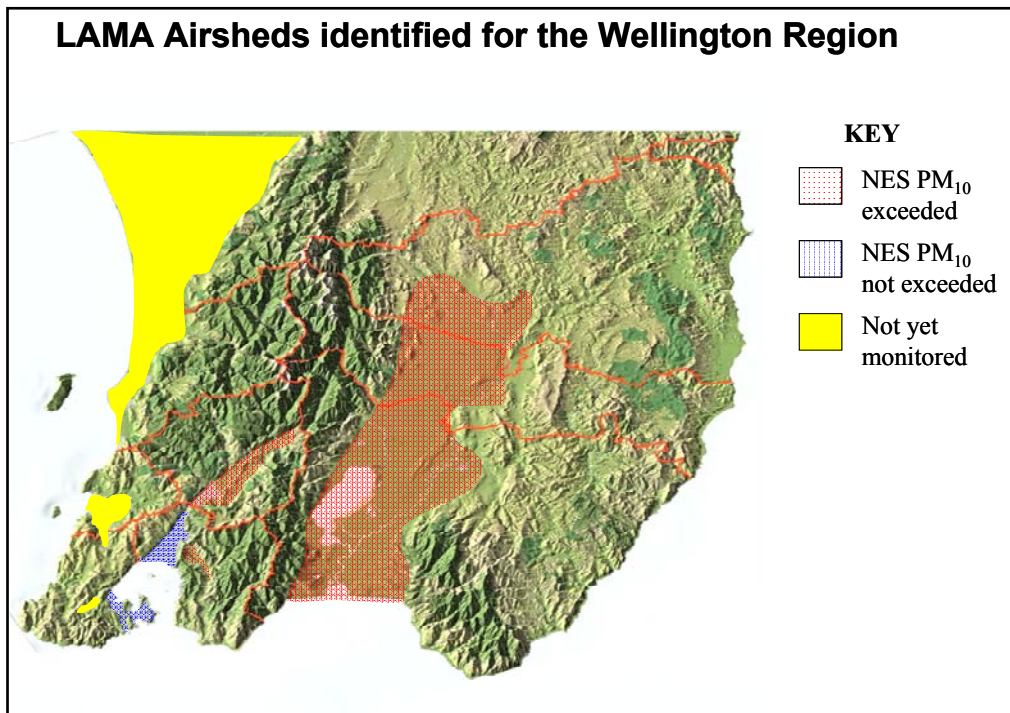 LAMA Airsheds identified for the Wellington Region
KEY
NES PM₁₀
exceeded
NES PM₁₀
not exceeded
Not yet
monitored